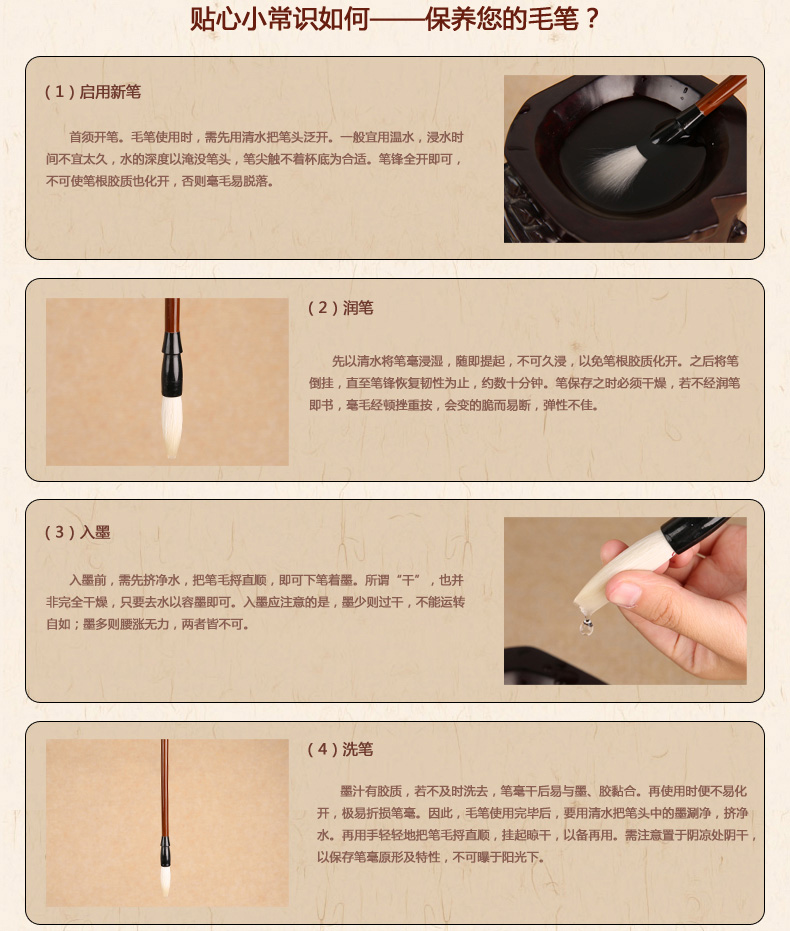 贴心小常识如何——保养您的毛笔？
（1）启用新笔
首须开笔。毛笔使用时，需先用清水把笔头泛开。一般宜用温水，浸水时
间不宜太久，水的深度以淹没笔头，笔尖触不着杯底为合适。笔锋全开即可，
不可使笔根胶质也化开，否则毫毛易脱落。
（2）润笔
先以清水将笔毫浸湿，随即提起，不可久浸，以免笔根胶质化开。之后将笔
倒挂，直至笔锋恢复韧性为止，约数十分钟。笔保存之时必须干燥，若不经润笔
即书，毫毛经顿挫重按，会变的脆而易断，弹性不佳。
（3）入墨
入墨前，需先挤净水，把笔毛捋直顺，即可下笔着墨。所谓“干”，也并
非完全干燥，只要去水以容墨即可。入墨应注意的是，墨少则过干，不能运转
自如；墨多则腰涨无力，两者皆不可。
（4）洗笔
墨汁有胶质，若不及时洗去，笔毫干后易与墨、胶黏合。再使用时便不易化
开，极易折损笔毫。因此，毛笔使用完毕后，要用清水把笔头中的墨涮净，挤净
水。再用手轻轻地把笔毛捋直顺，挂起晾干，以备再用。需注意置于阴凉处阴干，
以保存笔毫原形及特性，不可曝于阳光下。